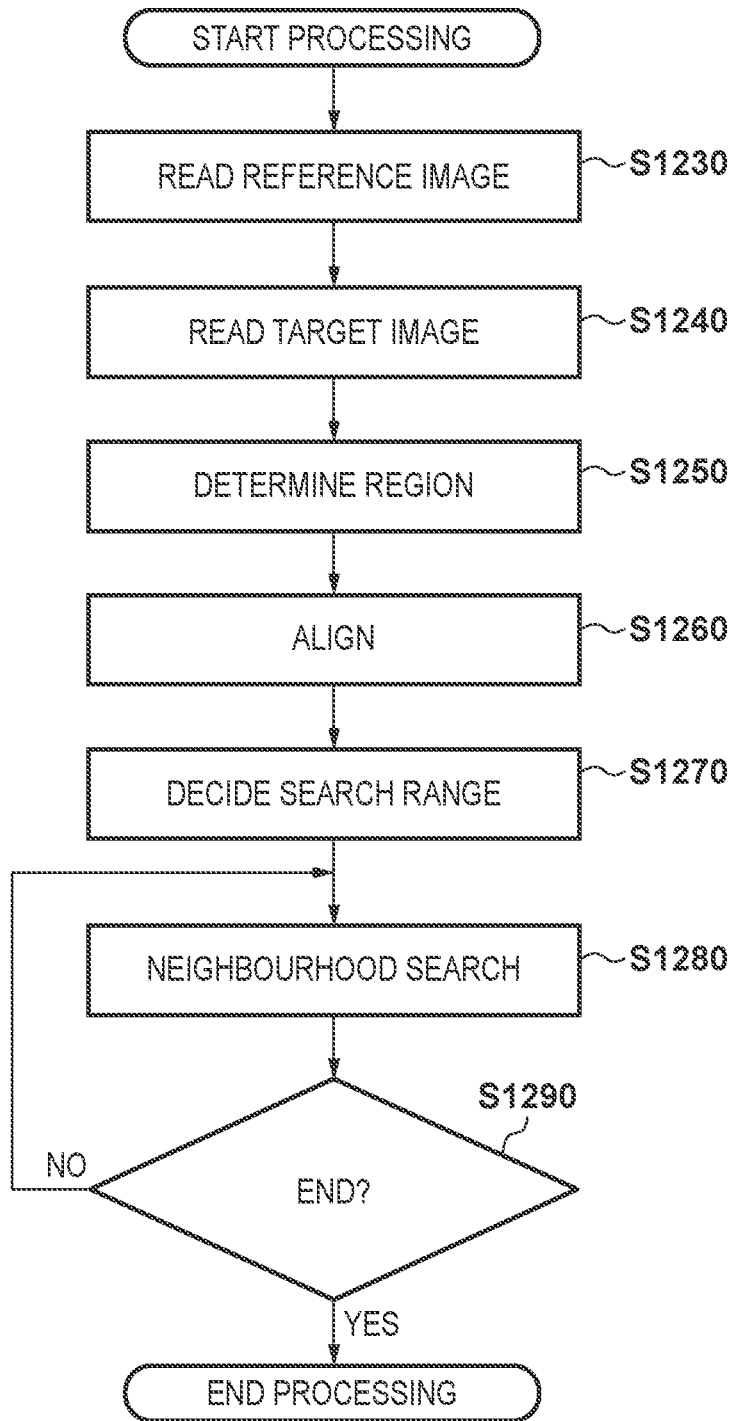 START PROCESSING
READ REFERENCE IMAGE
S1230
READ TARGET IMAGE
S1240
DETERMINE REGION
S1250
ALIGN
S1260
DECIDE SEARCH RANGE
S1270
NEIGHBOURHOOD SEARCH
S1280
S1290
NO
END?
YES
END PROCESSING